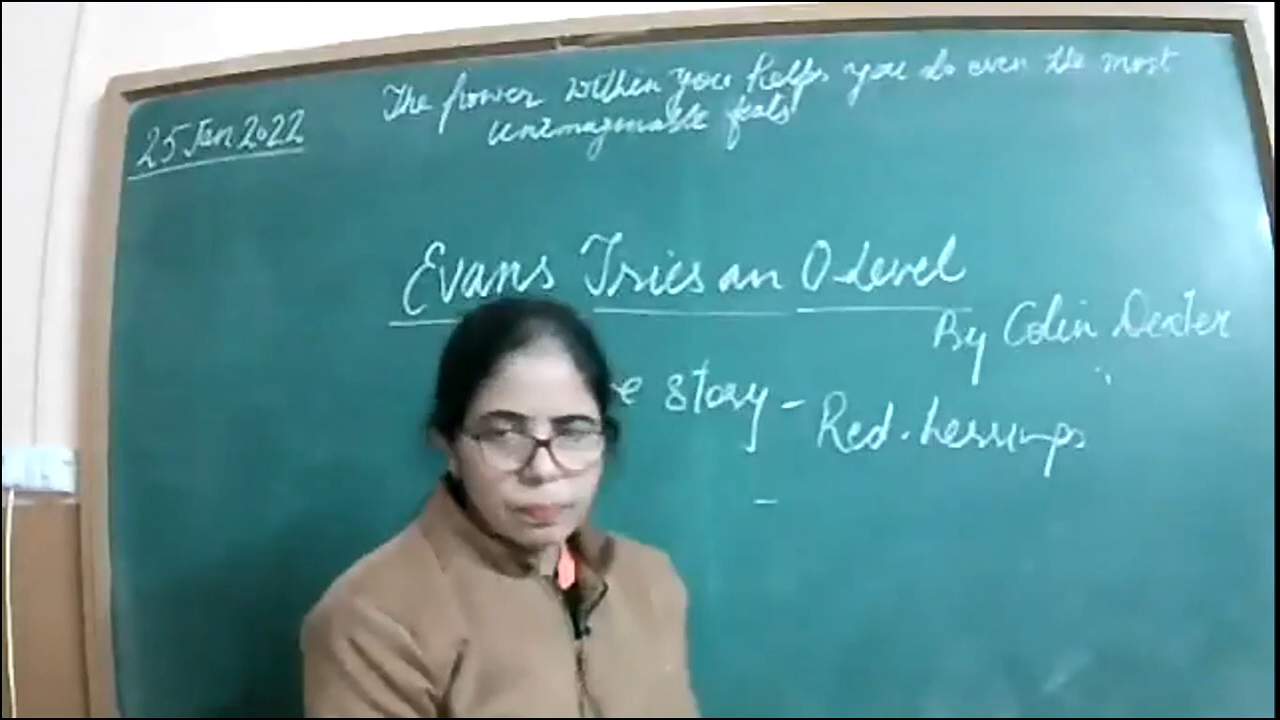 25 Jan 2022
The power within you helps you do even the most
unimaginable feats
Evans Tries an O-Level
By Colin Dexter
e story - Red-herrings
-